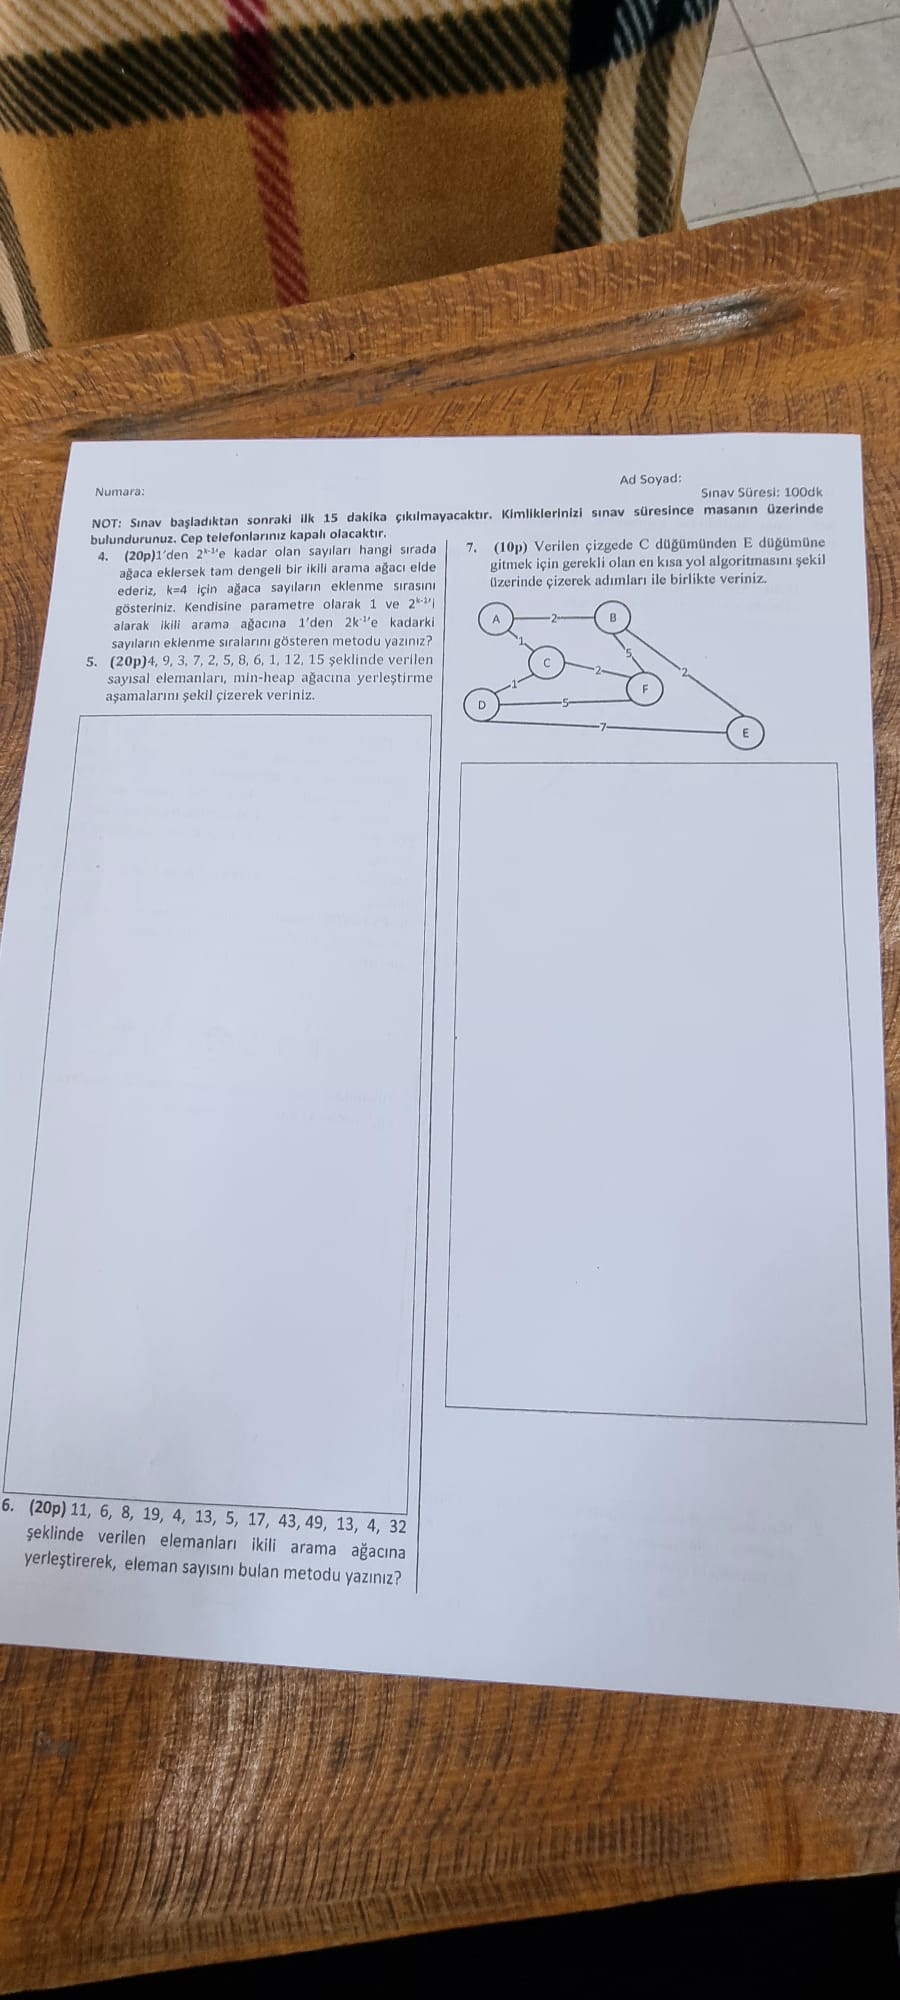 Numara:
Ad Soyad:
Sınav Süresi: 100dk
NOT: Sınav başladıktan sonraki ilk 15 dakika çıkılmayacaktır. Kimliklerinizi sınav süresince masanın üzerinde
bulundurunuz. Cep telefonlarınız kapalı olacaktır.
4. (20p)1'den 2ᵏ⁻¹'e kadar olan sayıları hangi sırada
ağaca eklersek tam dengeli bir ikili arama ağacı elde
ederiz, k=4 için ağaca sayıların eklenme sırasını
gösteriniz. Kendisine parametre olarak 1 ve 2ᵏ⁻¹'i
alarak ikili arama ağacına 1'den 2k⁻¹'e kadarki
sayıların eklenme sıralarını gösteren metodu yazınız?
5. (20p)4, 9, 3, 7, 2, 5, 8, 6, 1, 12, 15 şeklinde verilen
sayısal elemanları, min-heap ağacına yerleştirme
aşamalarını şekil çizerek veriniz.
6. (20p) 11, 6, 8, 19, 4, 13, 5, 17, 43, 49, 13, 4, 32
şeklinde verilen elemanları ikili arama ağacına
yerleştirerek, eleman sayısını bulan metodu yazınız?
7. (10p) Verilen çizgede C düğümünden E düğümüne
gitmek için gerekli olan en kısa yol algoritmasını şekil
üzerinde çizerek adımları ile birlikte veriniz.
A 2 B
1 5
C 2 2
1 F
D 5
7 E